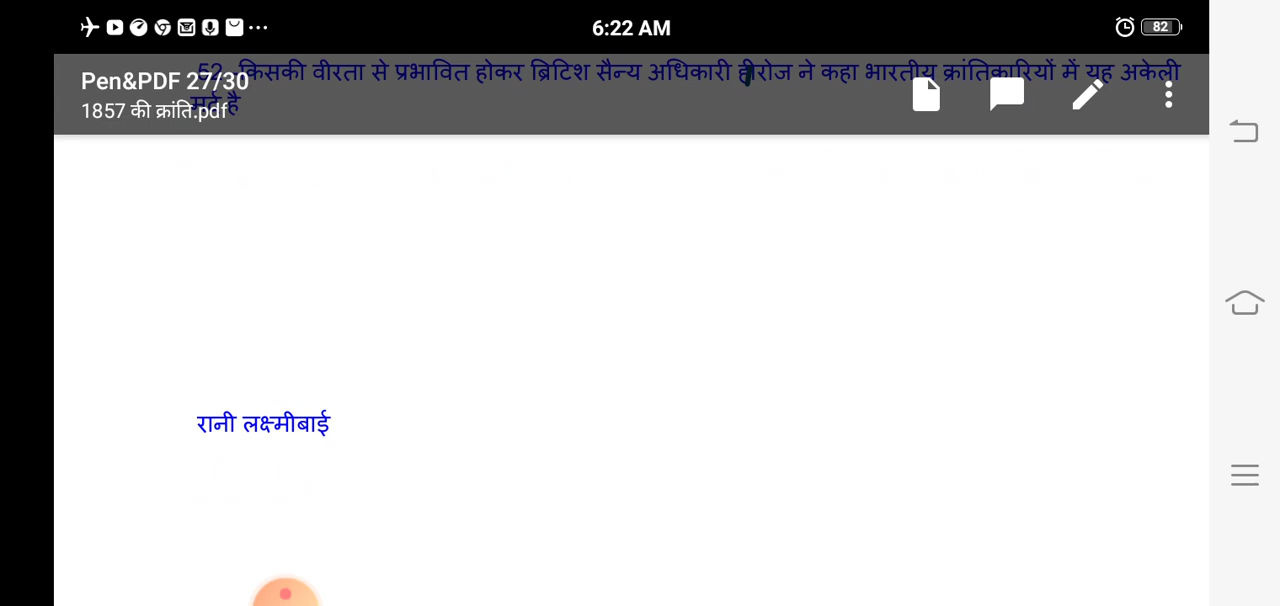 6:22 AM
82
52. किसकी वीरता से प्रभावित होकर ब्रिटिश सैन्य अधिकारी ह्यूरोज ने कहा भारतीय क्रांतिकारियों में यह अकेली
मर्द है
Pen&PDF 27/30
1857 की क्रांति.pdf
रानी लक्ष्मीबाई